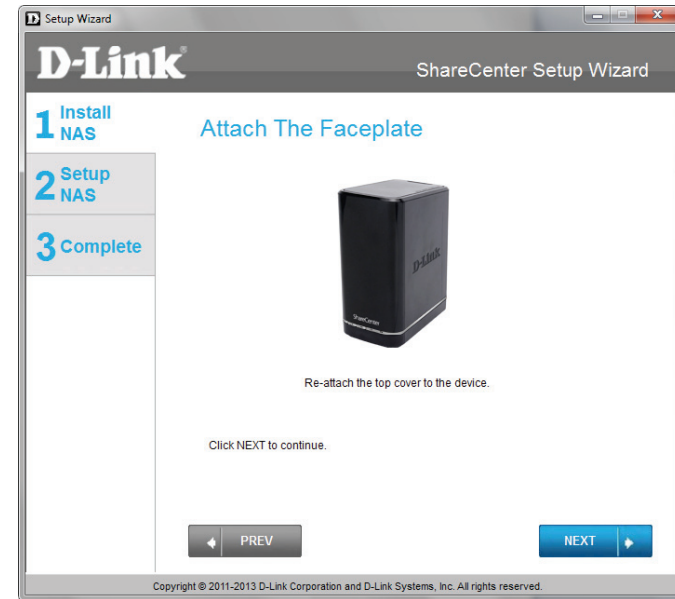 Setup Wizard
D-Link
ShareCenter Setup Wizard
1 Install
NAS
2 Setup
NAS
3 Complete
Attach The Faceplate
D-Link
ShareCenter
Re-attach the top cover to the device.
Click NEXT to continue.
PREV
NEXT
Copyright © 2011-2013 D-Link Corporation and D-Link Systems, Inc. All rights reserved.